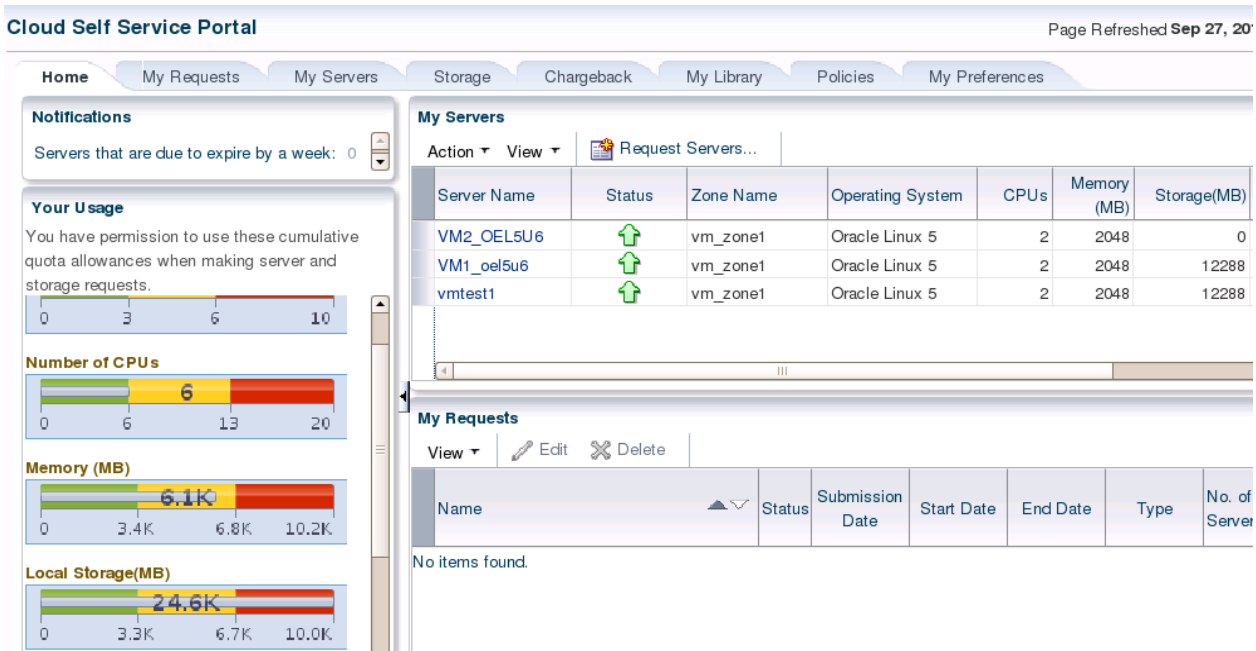 Cloud Self Service Portal
Page Refreshed Sep 27, 201
Home My Requests My Servers Storage Chargeback My Library Policies My Preferences
Notifications
Servers that are due to expire by a week: 0
Your Usage
You have permission to use these cumulative
quota allowances when making server and
storage requests.
0 3 6 10
Number of CPUs
6
0 6 13 20
Memory (MB)
6.1K
0 3.4K 6.8K 10.2K
Local Storage(MB)
24.6K
0 3.3K 6.7K 10.0K
My Servers
Action View Request Servers...
Server Name Status Zone Name Operating System CPUs Memory (MB) Storage(MB)
VM2_OEL5U6 vm_zone1 Oracle Linux 5 2 2048 0
VM1_oel5u6 vm_zone1 Oracle Linux 5 2 2048 12288
vmtest1 vm_zone1 Oracle Linux 5 2 2048 12288
My Requests
View Edit Delete
Name Status Submission Date Start Date End Date Type No. of Server
No items found.